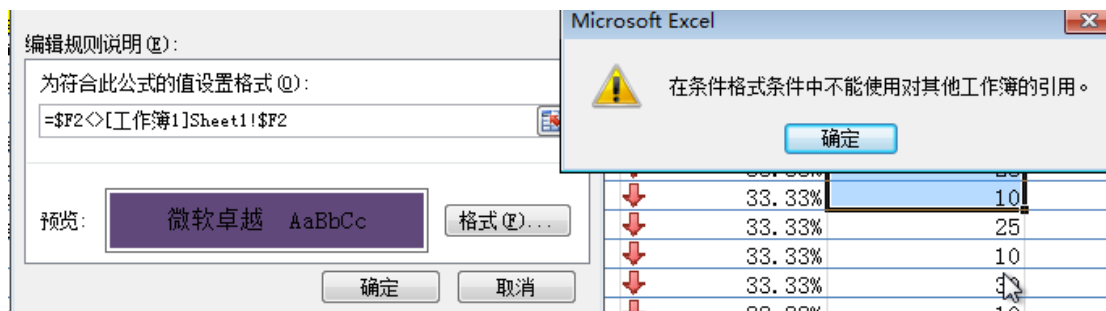 Microsoft Excel
编辑规则说明(E):
为符合此公式的值设置格式(O):
=$F2<>[工作簿1]Sheet1!$F2
在条件格式条件中不能使用对其他工作簿的引用。
确定
预览:
微软卓越 AaBbCc
格式(F)...
确定
取消
33.33% 10
33.33% 25
33.33% 10
33.33%